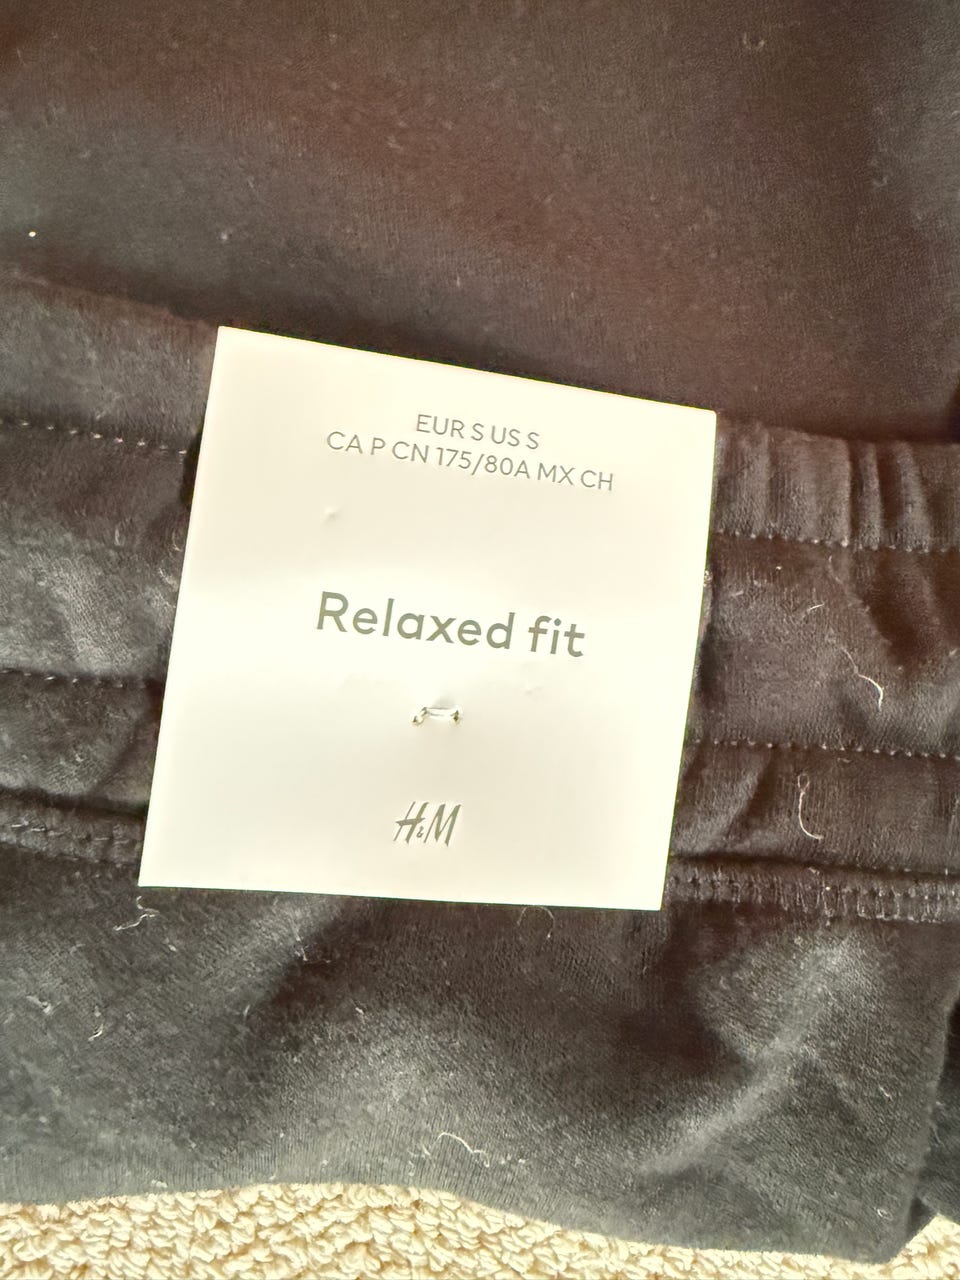 EUR S US S
CA P CN 175/80A MX CH
Relaxed fit
H&M